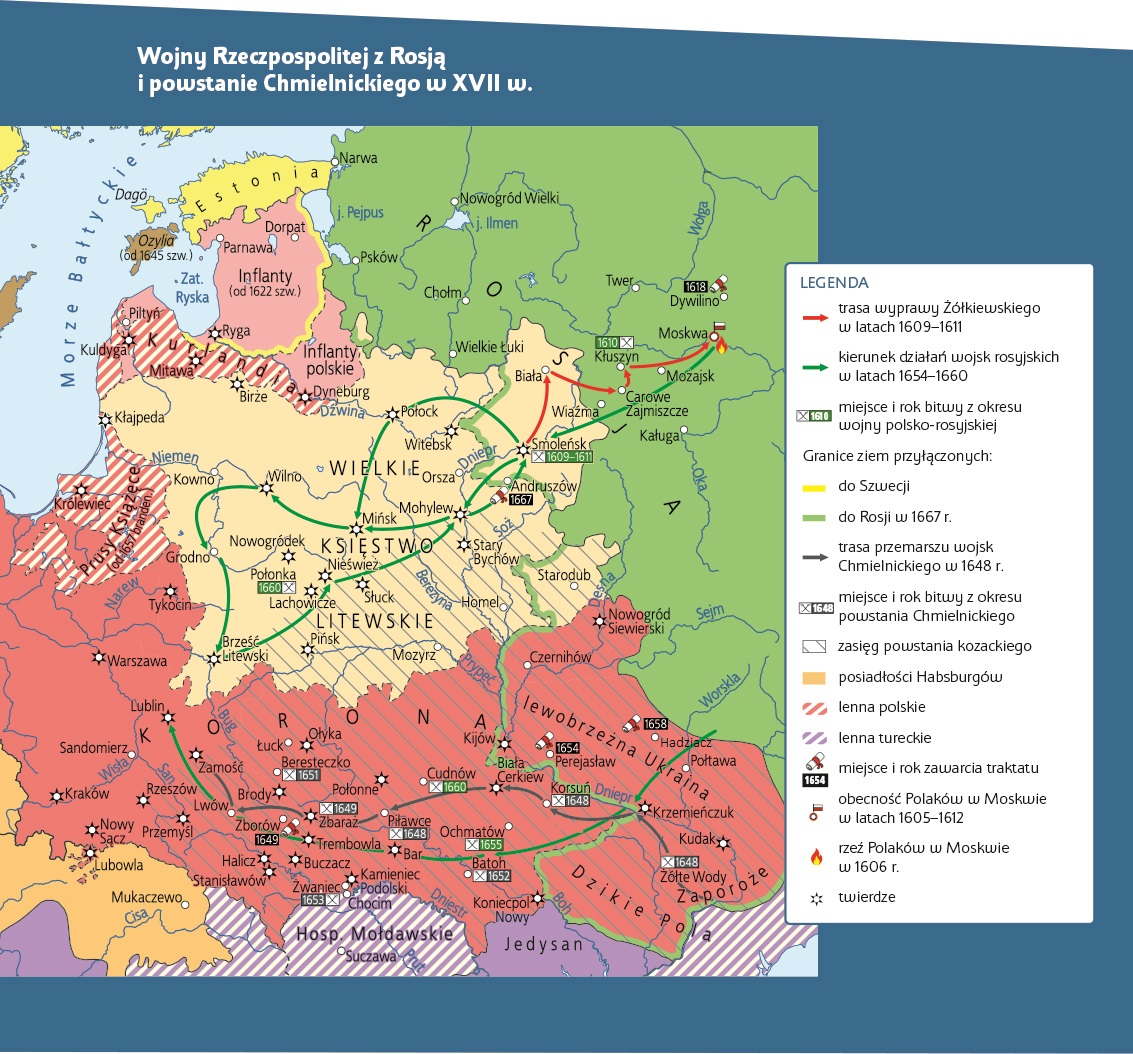 Wojny Rzeczpospolitej z Rosją
i powstanie Chmielnickiego w XVII w.
Morze Bałtyckie
Narwa
Estonia
Dagö
j. Pejpus
Nowogród Wielki
j. Ilmen
Wołga
ROSJA
Ozylia
(od 1645 szw.)
Dorpat
Parnawa
Psków
Inflanty
(od 1622 szw.)
Zat.
Ryska
Chołm
Twer
1618
Dywilino
Piltyń
Ryga
Kurlandia
Kuldyga
Mitawa
Inflanty
polskie
Wielkie Łuki
Moskwa
1610
Kłuszyn
Biała
Możajsk
Birże
Dyneburg
Carowe
Zajmiszcze
Wiaźma
Dźwina
Połock
Kłajpeda
Witebsk
Kaługa
Smoleńsk
1609–1611
Dniepr
Niemen
WIELKIE
Orsza
Kowno
Wilno
Oka
Królewiec
Prusy Książęce
(do 1657 branden.)
Andruszów
1667
Mohylew
Mińsk
Soż
Nowogródek
KSIĘSTWO
Grodno
Stary
Bychów
Nieśwież
Połonka
1660
Starodub
Narew
Tykocin
Lachowicze
Słuck
Berezyna
Homel
Desna
Sejm
Nowogród
Siewierski
LITEWSKIE
Pińsk
Brześć
Litewski
Mozyrz
Warszawa
Prypeć
Czernihów
Worskla
Lublin
KORONA
Bug
Łuck
Ołyka
Kijów
lewobrzeżna Ukraina
1658
Hadziacz
Sandomierz
1654
Perejasław
Połtawa
Wisła
San
Zamość
Beresteczko
1651
Biała
Cerkiew
Cudnów
1660
Kraków
Rzeszów
Brody
Połonne
Korsuń
1648
Dniepr
Lwów
1649
Zbaraż
Krzemieńczuk
Nowy
Sącz
Przemyśl
Zborów
1649
Piławce
1648
Ochmatów
1655
Kudak
Trembowla
Lubowla
Halicz
Buczacz
Bar
Batoh
1652
1648
Żółte Wody
Stanisławów
Kamieniec
Podolski
Zaporoże
Mukaczewo
Żwaniec
1653
Chocim
Dniestr
Koniecpol
Nowy
Boh
Dzikie Pola
Cisa
Hosp. Mołdawskie
Jedysan
Suczawa
Prut
LEGENDA
trasa wyprawy Żółkiewskiego
w latach 1609–1611
kierunek działań wojsk rosyjskich
w latach 1654–1660
1610
miejsce i rok bitwy z okresu
wojny polsko-rosyjskiej
Granice ziem przyłączonych:
do Szwecji
do Rosji w 1667 r.
trasa przemarszu wojsk
Chmielnickiego w 1648 r.
1648
miejsce i rok bitwy z okresu
powstania Chmielnickiego
zasięg powstania kozackiego
posiadłości Habsburgów
lenna polskie
lenna tureckie
miejsce i rok zawarcia traktatu
1654
obecność Polaków w Moskwie
w latach 1605–1612
rzeź Polaków w Moskwie
w 1606 r.
twierdze